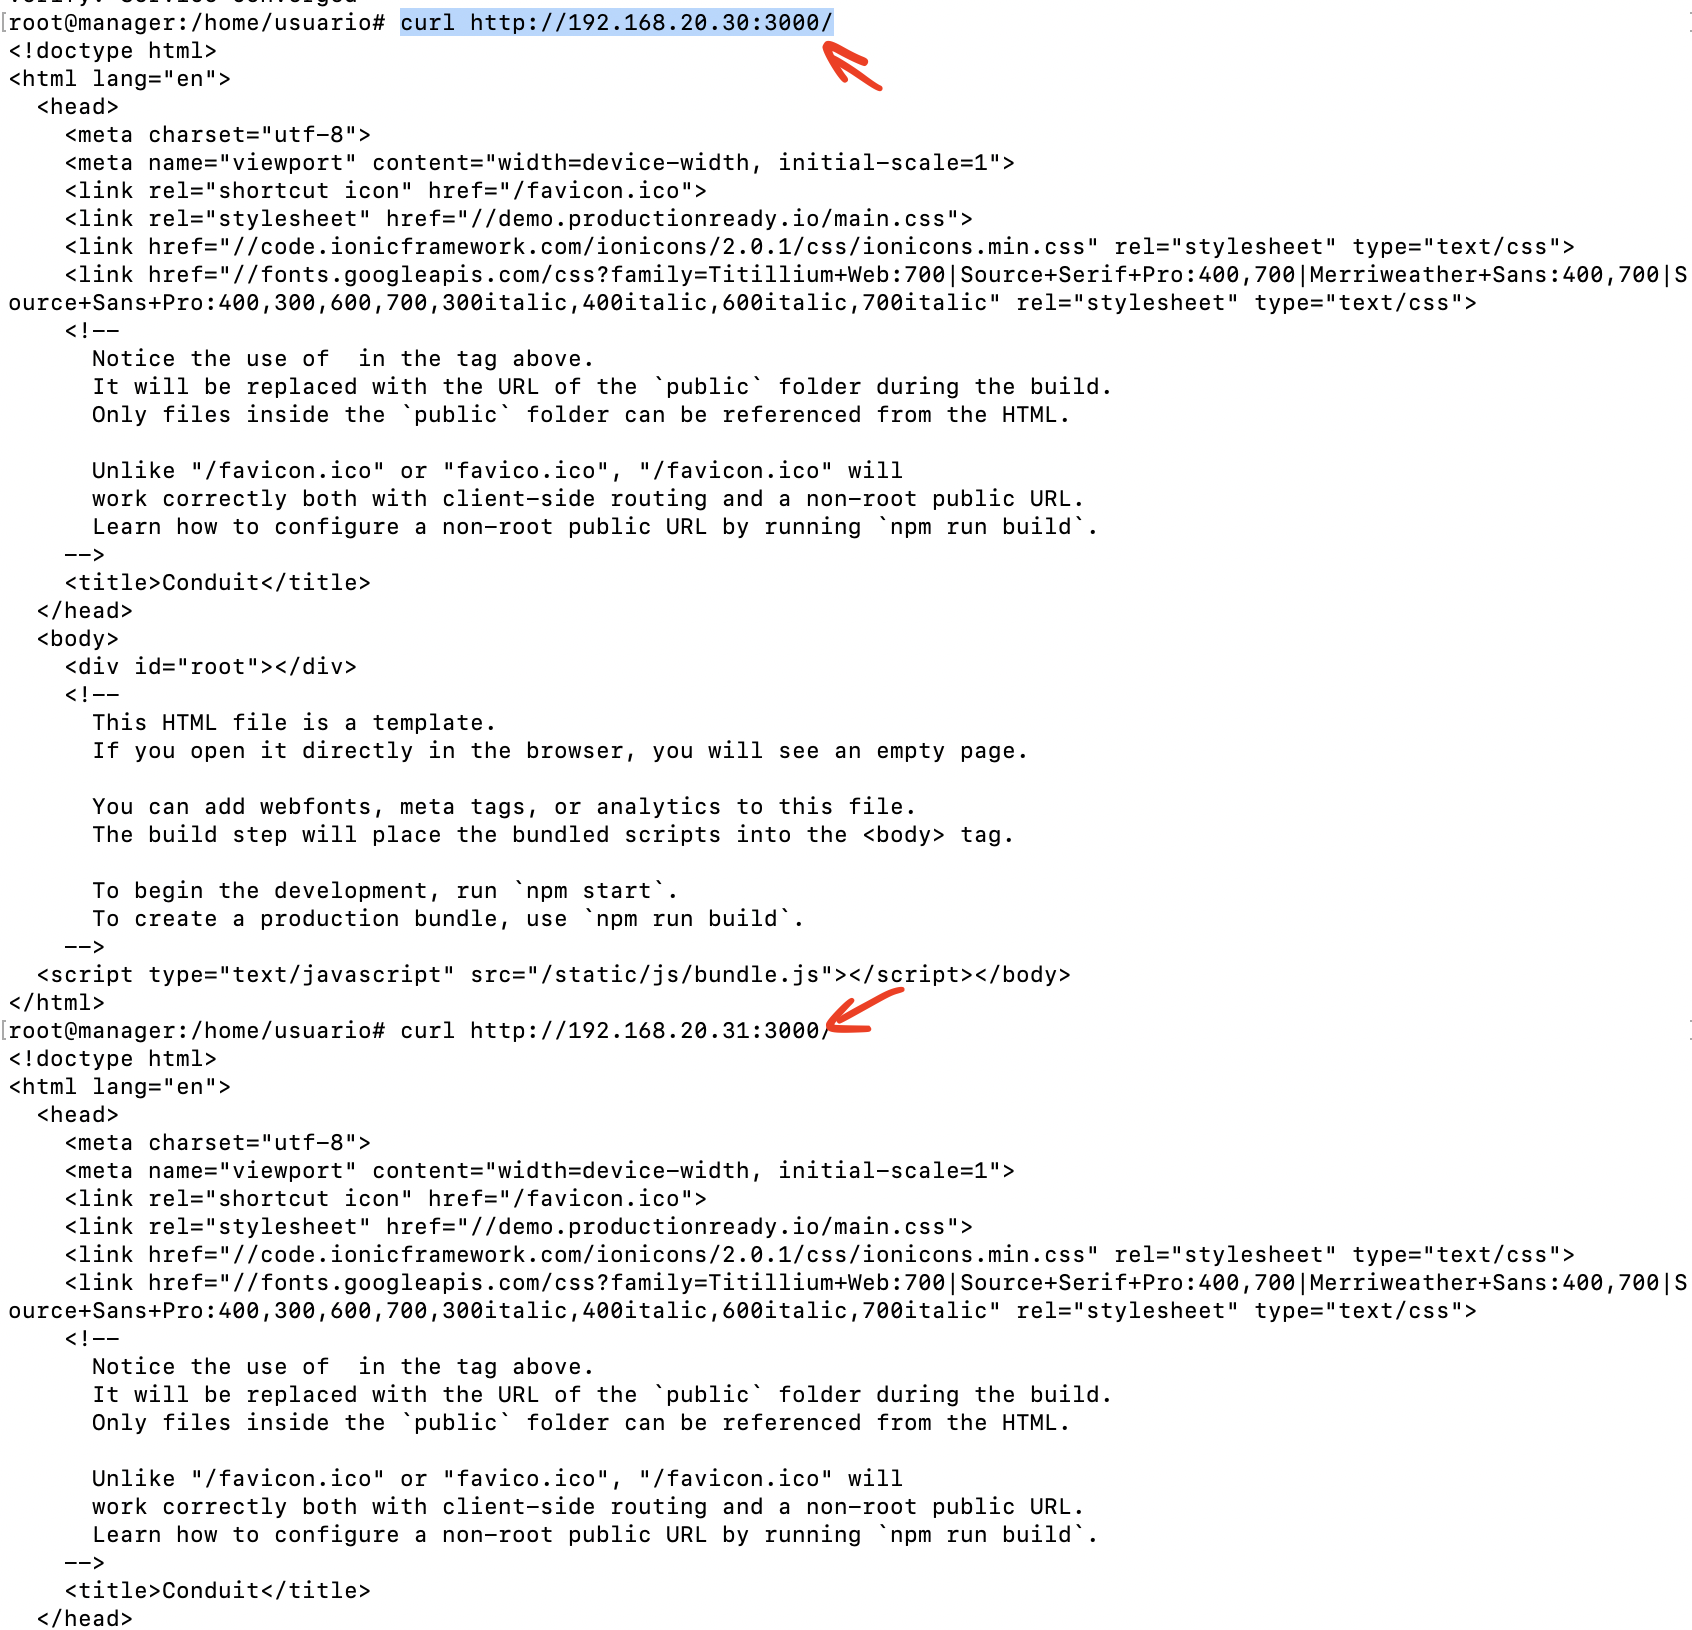 verify: Service converged
root@manager:/home/usuario# curl http://192.168.20.30:3000/
<!doctype html>
<html lang="en">
  <head>
    <meta charset="utf-8">
    <meta name="viewport" content="width=device-width, initial-scale=1">
    <link rel="shortcut icon" href="/favicon.ico">
    <link rel="stylesheet" href="//demo.productionready.io/main.css">
    <link href="//code.ionicframework.com/ionicons/2.0.1/css/ionicons.min.css" rel="stylesheet" type="text/css">
    <link href="//fonts.googleapis.com/css?family=Titillium+Web:700|Source+Serif+Pro:400,700|Merriweather+Sans:400,700|S
ource+Sans+Pro:400,300,600,700,300italic,400italic,600italic,700italic" rel="stylesheet" type="text/css">
    <!--
      Notice the use of  in the tag above.
      It will be replaced with the URL of the `public` folder during the build.
      Only files inside the `public` folder can be referenced from the HTML.

      Unlike "/favicon.ico" or "favico.ico", "/favicon.ico" will
      work correctly both with client-side routing and a non-root public URL.
      Learn how to configure a non-root public URL by running `npm run build`.
    -->
    <title>Conduit</title>
  </head>
  <body>
    <div id="root"></div>
    <!--
      This HTML file is a template.
      If you open it directly in the browser, you will see an empty page.

      You can add webfonts, meta tags, or analytics to this file.
      The build step will place the bundled scripts into the <body> tag.

      To begin the development, run `npm start`.
      To create a production bundle, use `npm run build`.
    -->
  <script type="text/javascript" src="/static/js/bundle.js"></script></body>
</html>
root@manager:/home/usuario# curl http://192.168.20.31:3000/
<!doctype html>
<html lang="en">
  <head>
    <meta charset="utf-8">
    <meta name="viewport" content="width=device-width, initial-scale=1">
    <link rel="shortcut icon" href="/favicon.ico">
    <link rel="stylesheet" href="//demo.productionready.io/main.css">
    <link href="//code.ionicframework.com/ionicons/2.0.1/css/ionicons.min.css" rel="stylesheet" type="text/css">
    <link href="//fonts.googleapis.com/css?family=Titillium+Web:700|Source+Serif+Pro:400,700|Merriweather+Sans:400,700|S
ource+Sans+Pro:400,300,600,700,300italic,400italic,600italic,700italic" rel="stylesheet" type="text/css">
    <!--
      Notice the use of  in the tag above.
      It will be replaced with the URL of the `public` folder during the build.
      Only files inside the `public` folder can be referenced from the HTML.

      Unlike "/favicon.ico" or "favico.ico", "/favicon.ico" will
      work correctly both with client-side routing and a non-root public URL.
      Learn how to configure a non-root public URL by running `npm run build`.
    -->
    <title>Conduit</title>
  </head>